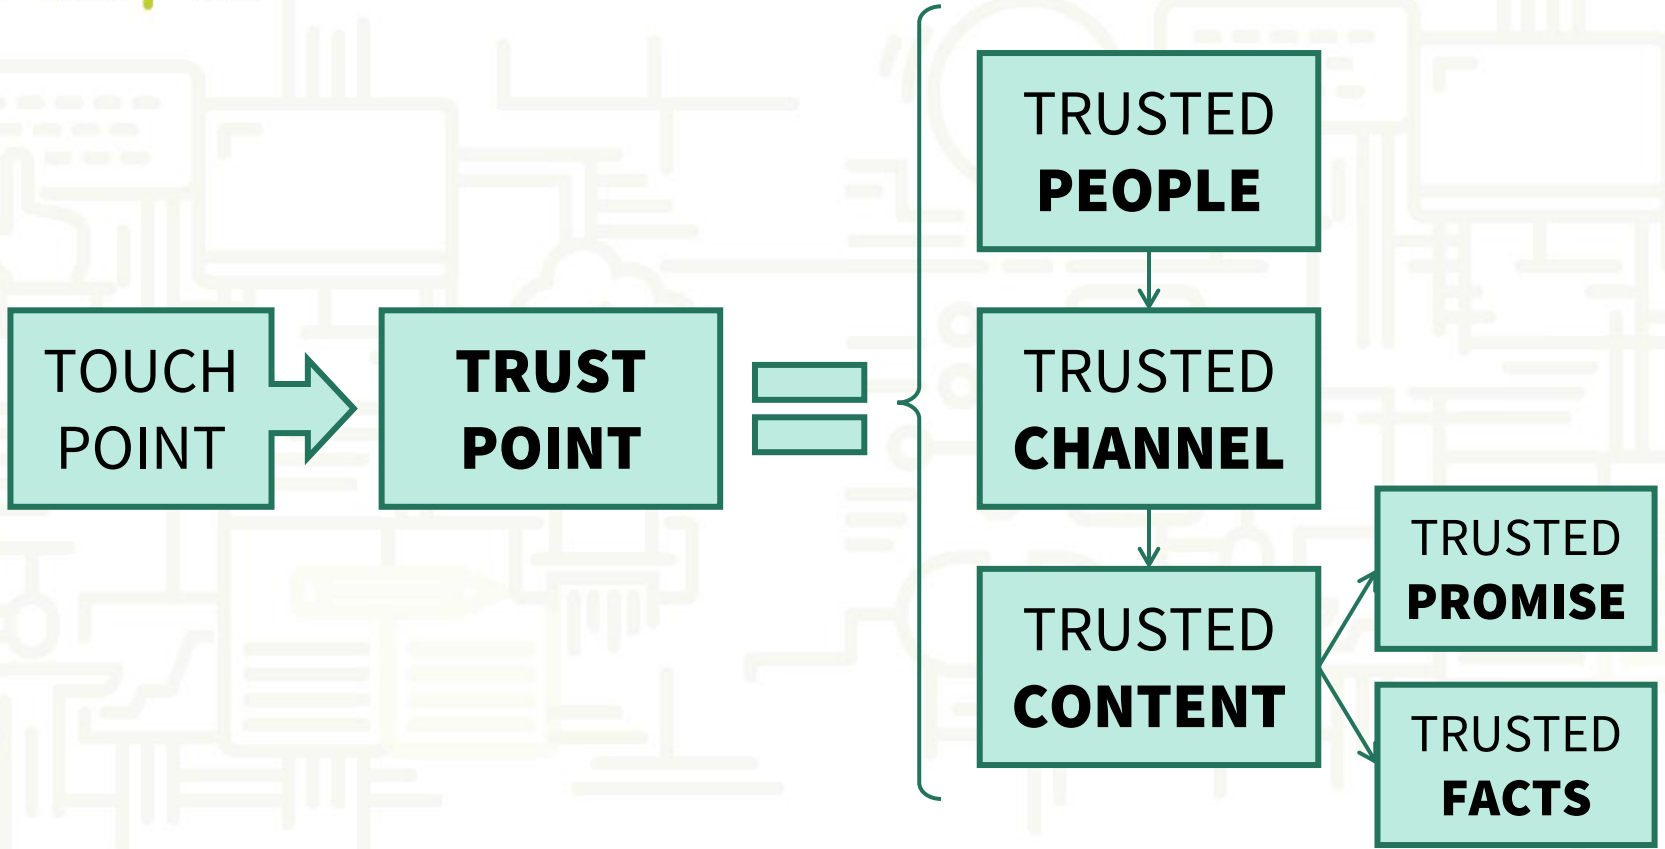 TOUCH
POINT
TRUST
POINT
TRUSTED
PEOPLE
TRUSTED
CHANNEL
TRUSTED
CONTENT
TRUSTED
PROMISE
TRUSTED
FACTS